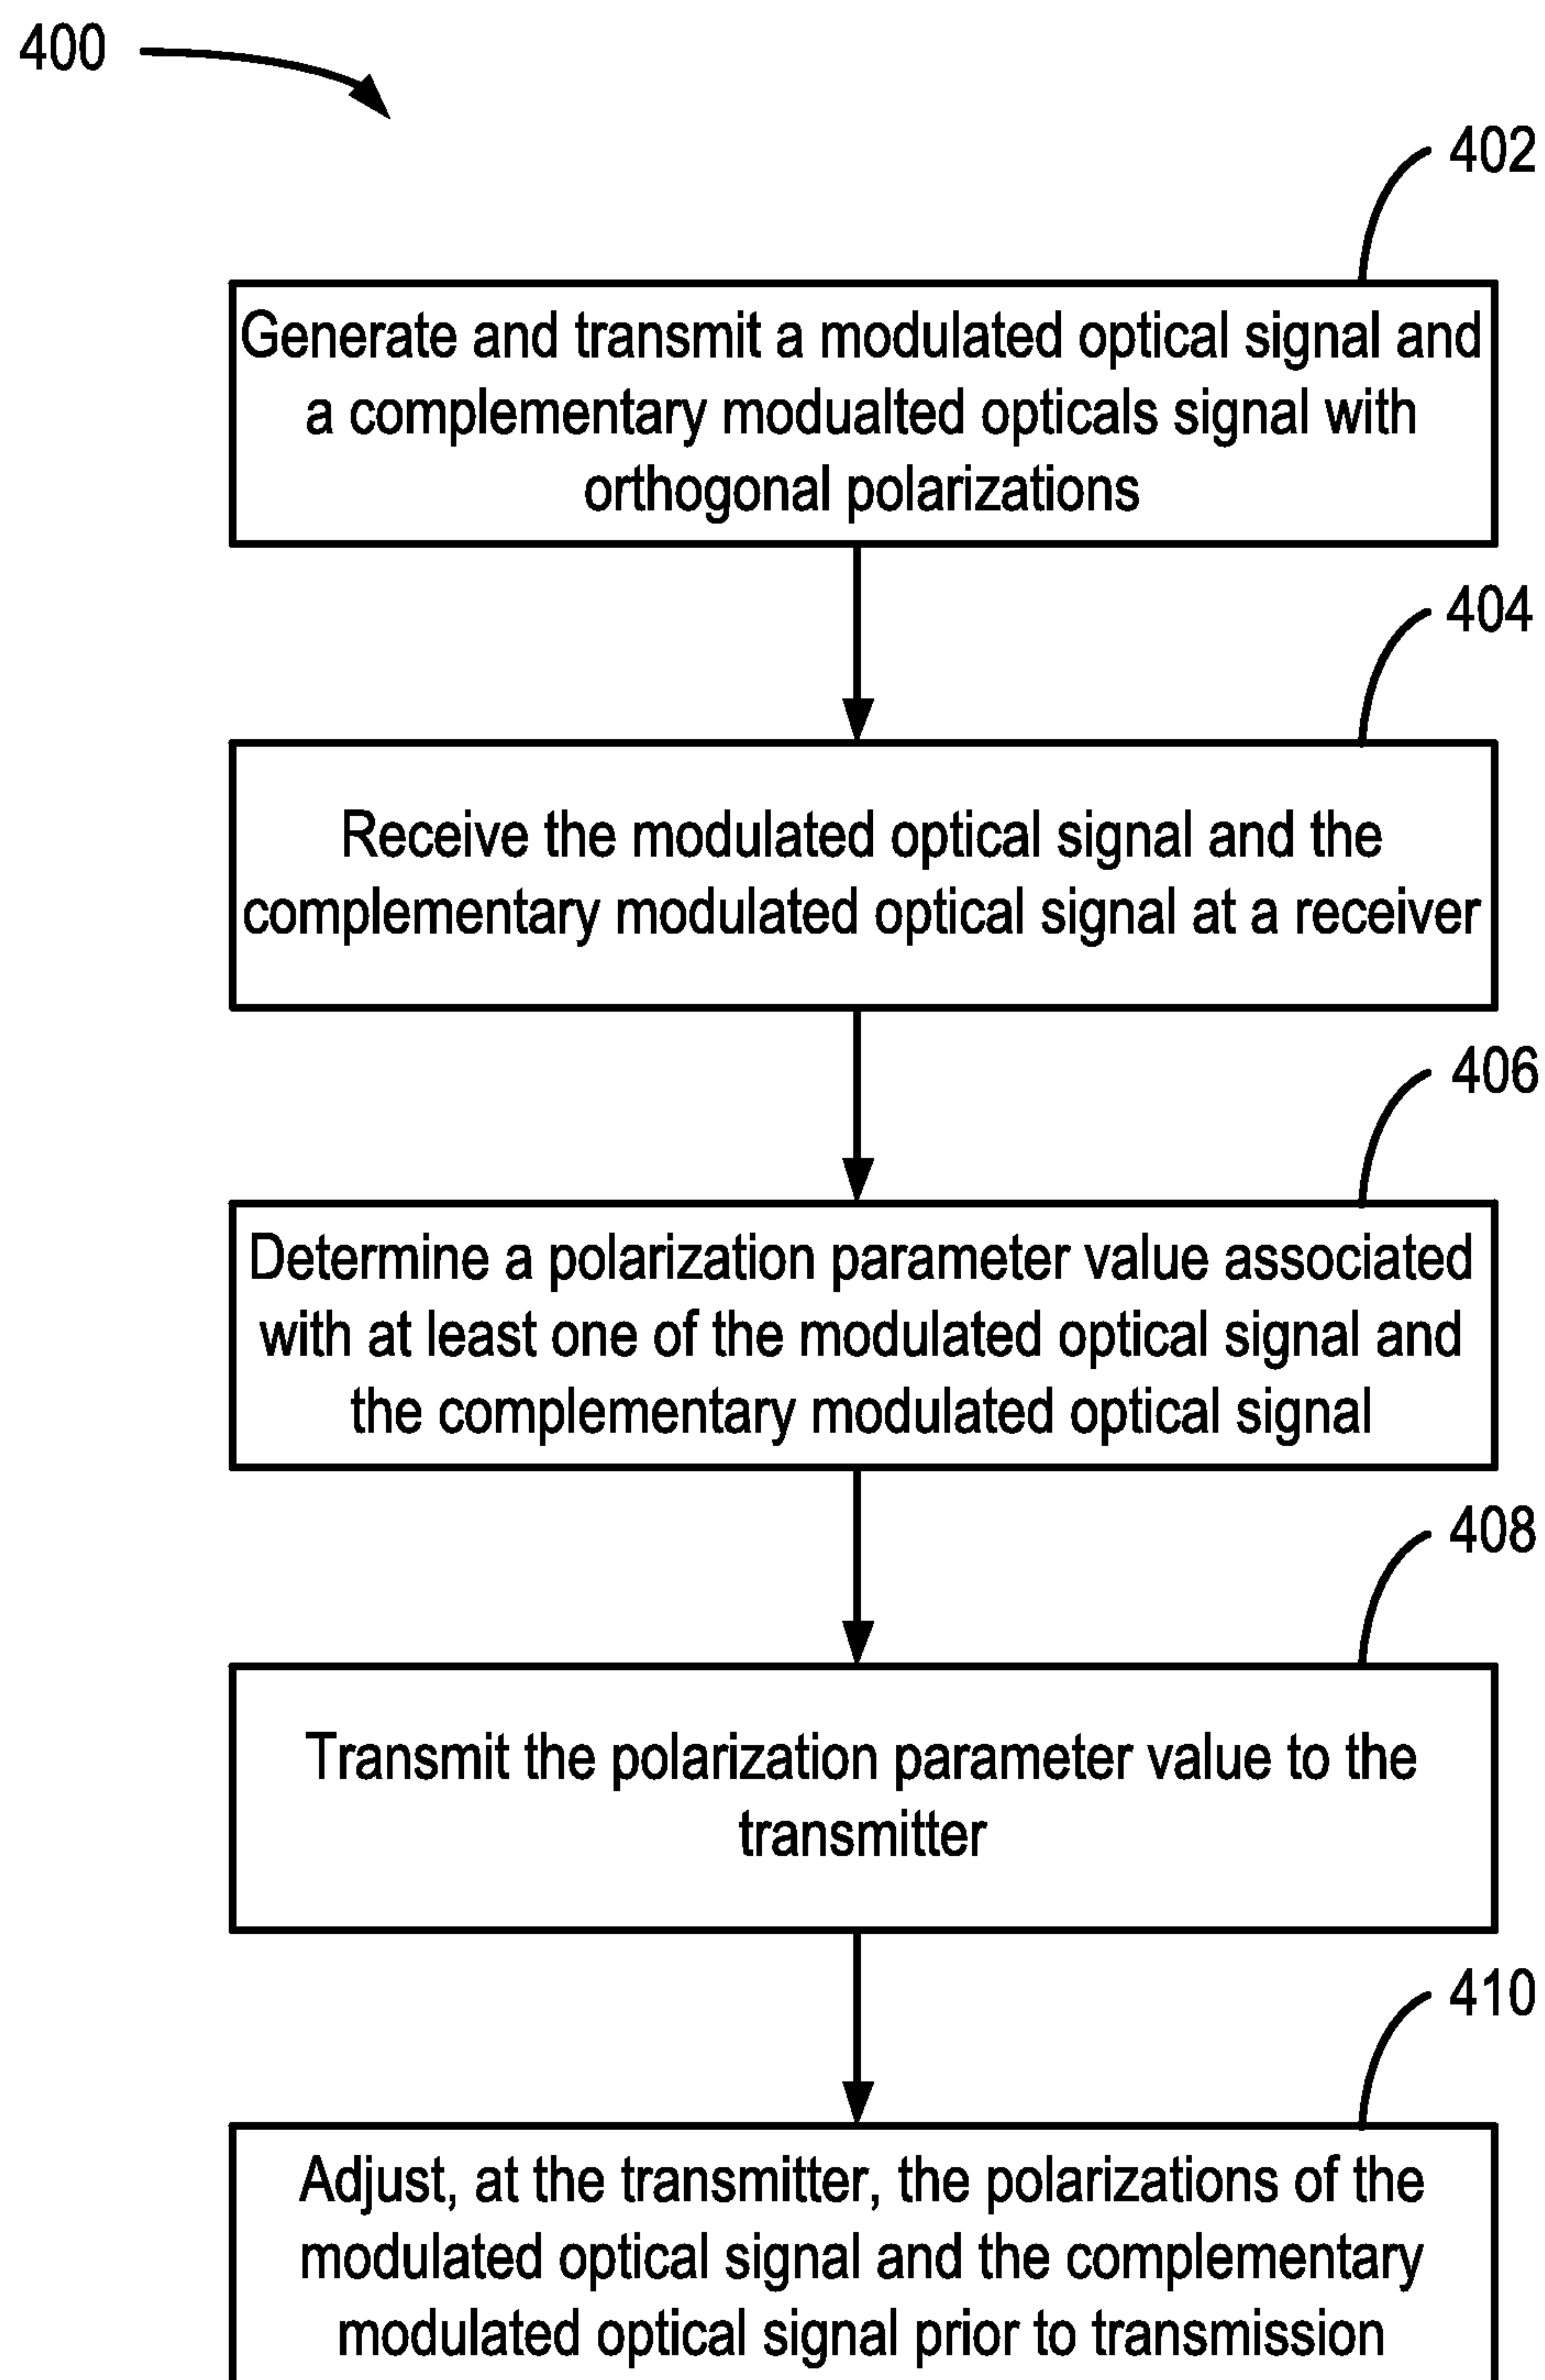 400
402
Generate and transmit a modulated optical signal and
a complementary modualted opticals signal with
orthogonal polarizations
404
Receive the modulated optical signal and the
complementary modulated optical signal at a receiver
406
Determine a polarization parameter value associated
with at least one of the modulated optical signal and
the complementary modulated optical signal
408
Transmit the polarization parameter value to the
transmitter
410
Adjust, at the transmitter, the polarizations of the
modulated optical signal and the complementary
modulated optical signal prior to transmission